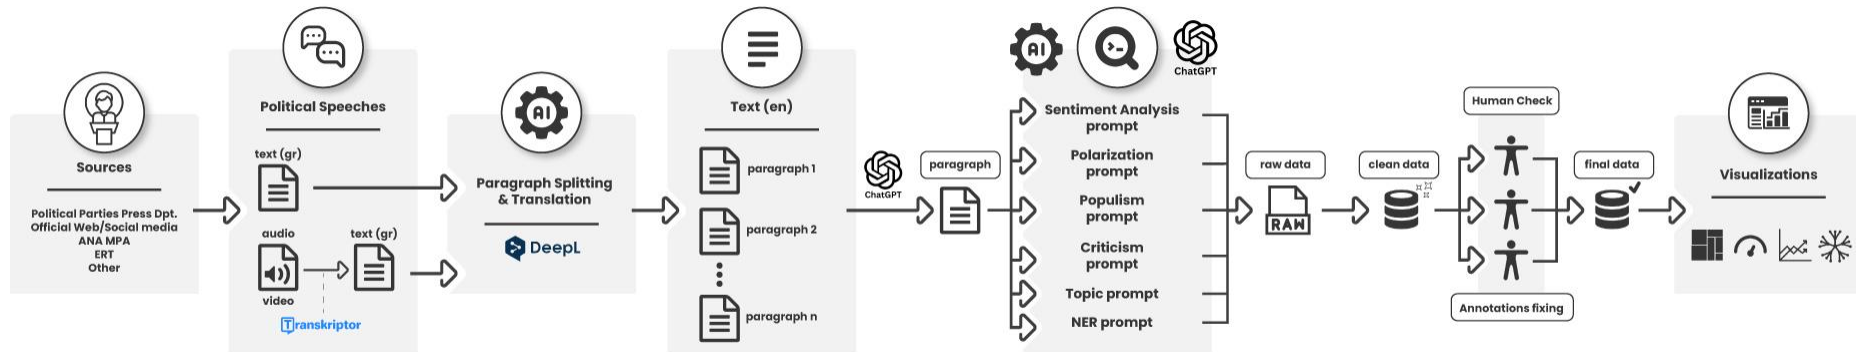 Sources
Political Parties Press Dpt.
Official Web/Social media
ANA MPA
ERT
Other
Political Speeches
text (gr)
audio
text (gr)
video
Transkriptor
AI
Paragraph Splitting
& Translation
DeepL
Text (en)
paragraph 1
paragraph 2
paragraph n
ChatGPT
paragraph
AI
ChatGPT
Sentiment Analysis
prompt
Polarization
prompt
Populism
prompt
Criticism
prompt
Topic prompt
NER prompt
raw data
RAW
clean data
Human Check
Annotations fixing
final data
Visualizations